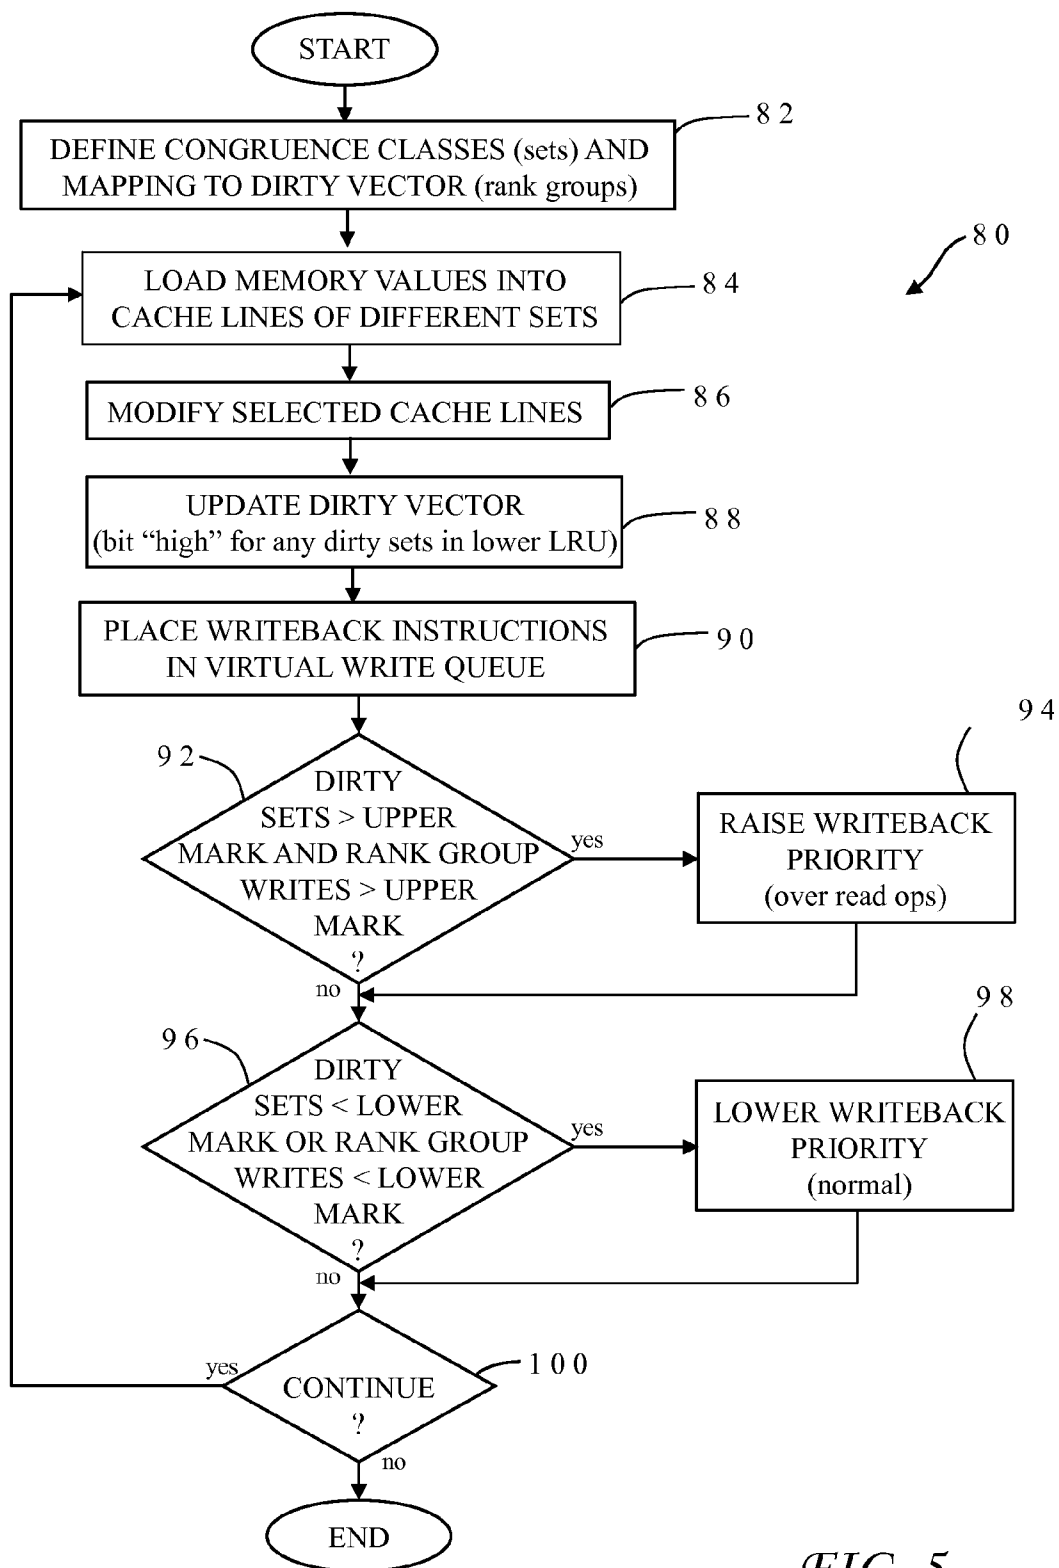 START
82
DEFINE CONGRUENCE CLASSES (sets) AND
MAPPING TO DIRTY VECTOR (rank groups)
80
LOAD MEMORY VALUES INTO
CACHE LINES OF DIFFERENT SETS
84
MODIFY SELECTED CACHE LINES
86
UPDATE DIRTY VECTOR
(bit “high” for any dirty sets in lower LRU)
88
PLACE WRITEBACK INSTRUCTIONS
IN VIRTUAL WRITE QUEUE
90
92
DIRTY
SETS > UPPER
MARK AND RANK GROUP
WRITES > UPPER
MARK
?
yes
no
94
RAISE WRITEBACK
PRIORITY
(over read ops)
96
DIRTY
SETS < LOWER
MARK OR RANK GROUP
WRITES < LOWER
MARK
?
yes
no
98
LOWER WRITEBACK
PRIORITY
(normal)
yes
CONTINUE
?
100
no
END
FIG. 5